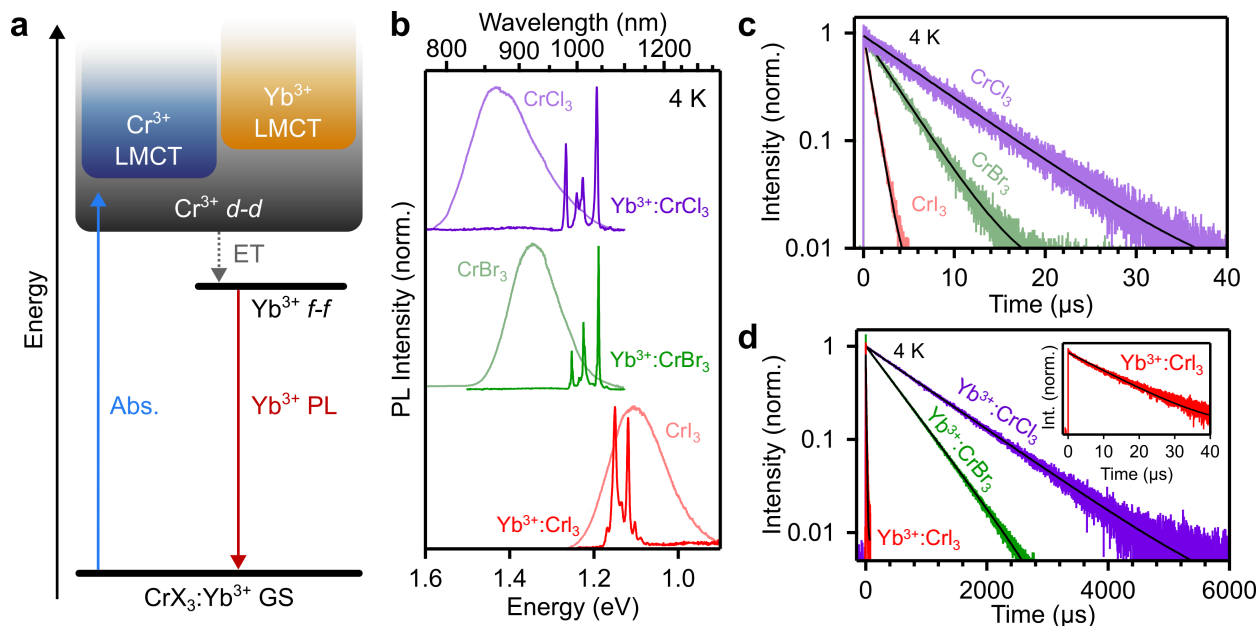 a
Energy
Cr³⁺
LMCT
Yb³⁺
LMCT
Cr³⁺ d-d
ET
Yb³⁺ f-f
Abs.
Yb³⁺ PL
CrX₃:Yb³⁺ GS
b
Wavelength (nm)
800 900 1000 1200
PL Intensity (norm.)
4 K
CrCl₃
Yb³⁺:CrCl₃
CrBr₃
Yb³⁺:CrBr₃
CrI₃
Yb³⁺:CrI₃
1.6 1.4 1.2 1.0
Energy (eV)
c
Intensity (norm.)
1
0.1
0.01
4 K
CrCl₃
CrBr₃
CrI₃
0 10 20 30 40
Time (µs)
d
Intensity (norm.)
1
0.1
0.01
4 K
Yb³⁺:CrCl₃
Yb³⁺:CrBr₃
Yb³⁺:CrI₃
0 2000 4000 6000
Time (µs)
Int. (norm.)
Yb³⁺:CrI₃
0 10 20 30 40
Time (µs)